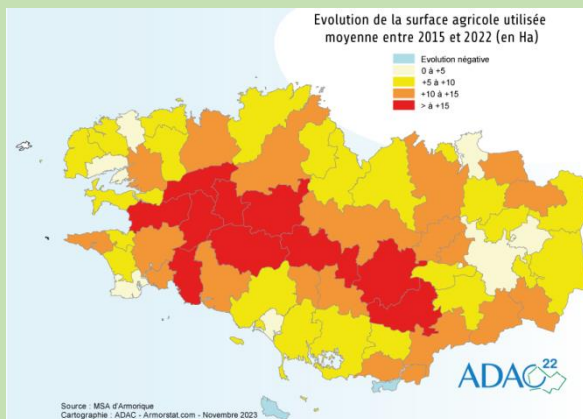 Evolution de la surface agricole utilisée
moyenne entre 2015 et 2022 (en Ha)
Evolution négative
0 à +5
+5 à +10
+10 à +15
> à +15
ADAC 22
Source : MSA d'Armorique
Cartographie : ADAC - Armorstat.com - Novembre 2023